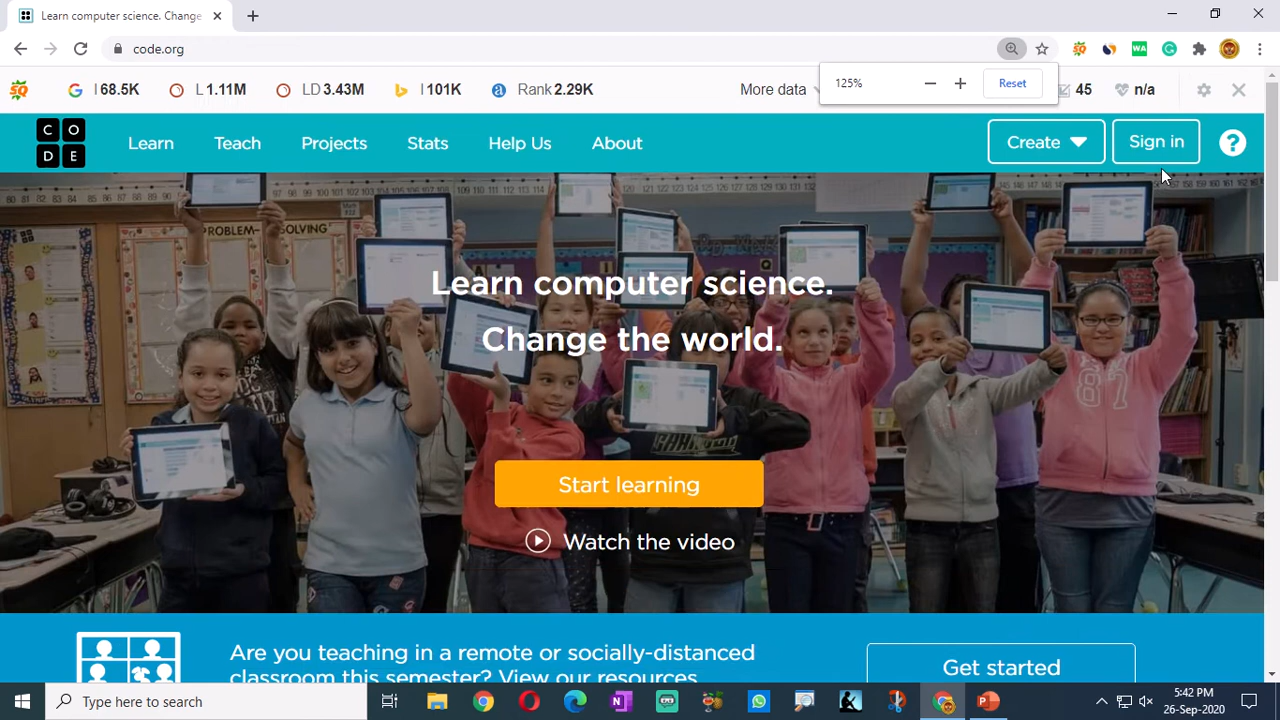 Learn computer science. Change
code.org
125% Reset
I 68.5K L 1.11M LD 3.43M I 101K Rank 2.29K More data 45 n/a
C O
D E
Learn Teach Projects Stats Help Us About Create Sign in ?
PROBLEM-SOLVING
Learn computer science.
Change the world.
87
Start learning
Watch the video
Are you teaching in a remote or socially-distanced
classroom this semester? View our resources
Get started
Type here to search
5:42 PM
26-Sep-2020